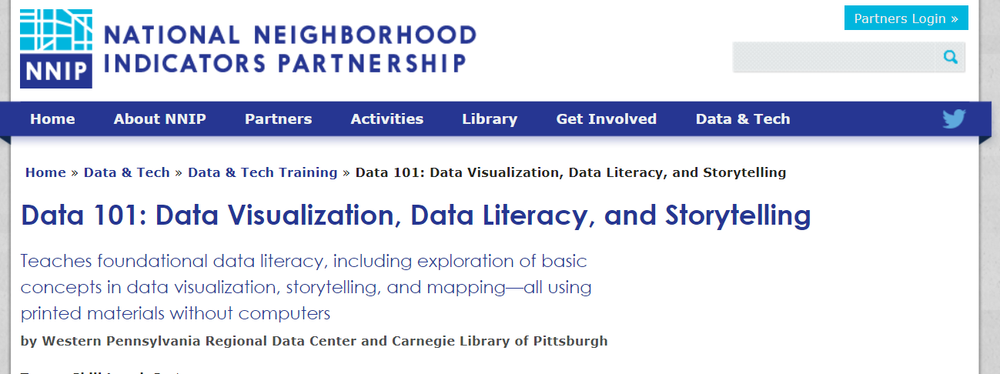 Partners Login »
NNIP
NATIONAL NEIGHBORHOOD
INDICATORS PARTNERSHIP
Home About NNIP Partners Activities Library Get Involved Data & Tech
Home » Data & Tech » Data & Tech Training » Data 101: Data Visualization, Data Literacy, and Storytelling
Data 101: Data Visualization, Data Literacy, and Storytelling
Teaches foundational data literacy, including exploration of basic
concepts in data visualization, storytelling, and mapping—all using
printed materials without computers
by Western Pennsylvania Regional Data Center and Carnegie Library of Pittsburgh